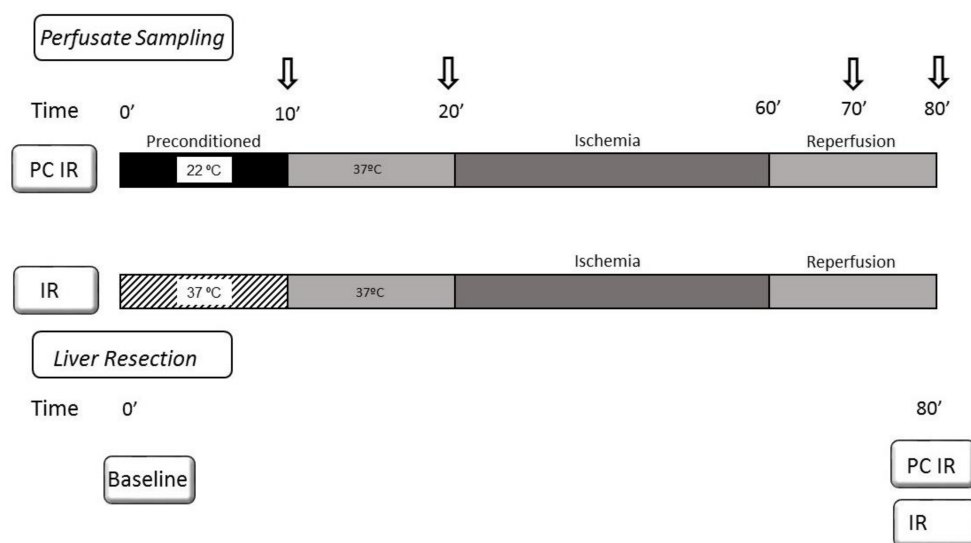 Perfusate Sampling
Time 0’ 10’ 20’ 60’ 70’ 80’
Preconditioned Ischemia Reperfusion
PC IR 22 ºC 37ºC
Ischemia Reperfusion
IR 37 ºC 37ºC
Liver Resection
Time 0’ 80’
Baseline PC IR
IR